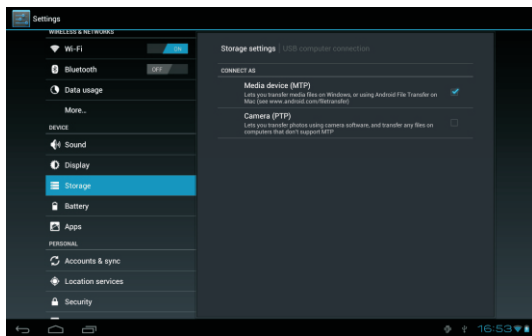 Settings
WIRELESS & NETWORKS
Wi-Fi ON
Bluetooth OFF
Data usage
More...
DEVICE
Sound
Display
Storage
Battery
Apps
PERSONAL
Accounts & sync
Location services
Security
Storage settings USB computer connection
CONNECT AS
Media device (MTP)
Lets you transfer media files on Windows, or using Android File Transfer on
Mac (see www.android.com/filetransfer)
Camera (PTP)
Lets you transfer photos using camera software, and transfer any files on
computers that don't support MTP
16:53